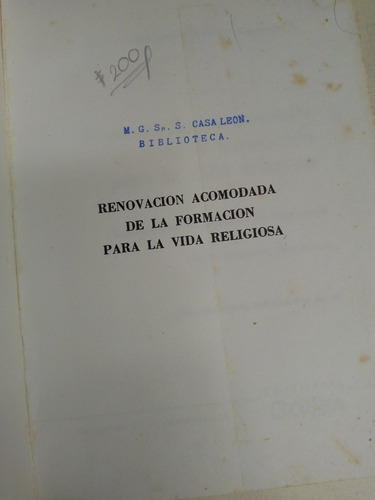 $200
M. G. Sr. S. CASA LEON.
BIBLIOTECA.
RENOVACION ACOMODADA
DE LA FORMACION
PARA LA VIDA RELIGIOSA